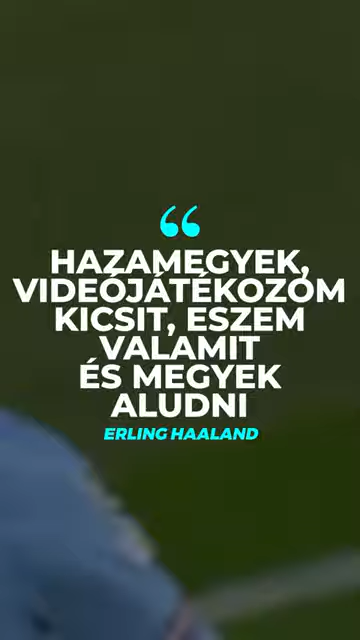 “
HAZAMEGYEK,
VIDEÓJÁTÉKOZOM
KICSIT, ESZEM
VALAMIT
ÉS MEGYEK
ALUDNI
ERLING HAALAND